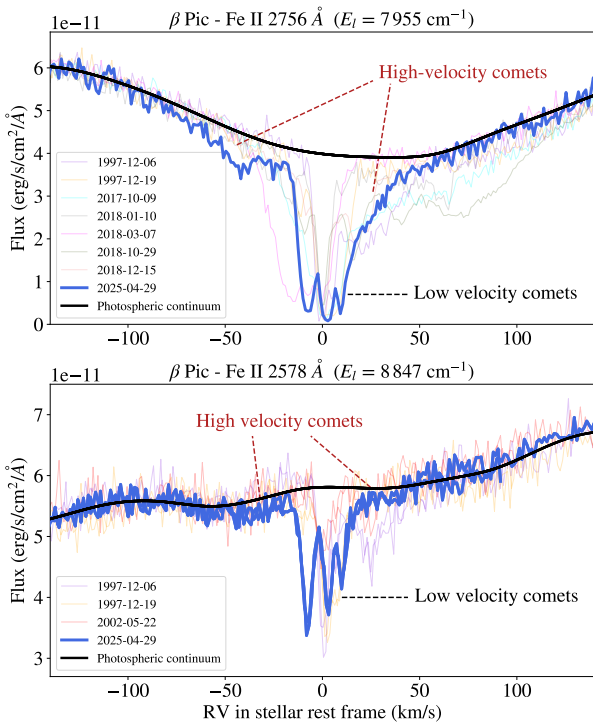 1e−11
β Pic - Fe II 2756 Å (E_l = 7 955 cm⁻¹)
High-velocity comets
6
5
4
3
2
1
0
Flux (erg/s/cm²/Å)
1997-12-06
1997-12-19
2017-10-09
2018-01-10
2018-03-07
2018-10-29
2018-12-15
2025-04-29
Photospheric continuum
Low velocity comets
−100 −50 0 50 100
1e−11
β Pic - Fe II 2578 Å (E_l = 8 847 cm⁻¹)
High velocity comets
7
6
5
4
3
Flux (erg/s/cm²/Å)
1997-12-06
1997-12-19
2002-05-22
2025-04-29
Photospheric continuum
Low velocity comets
−100 −50 0 50 100
RV in stellar rest frame (km/s)